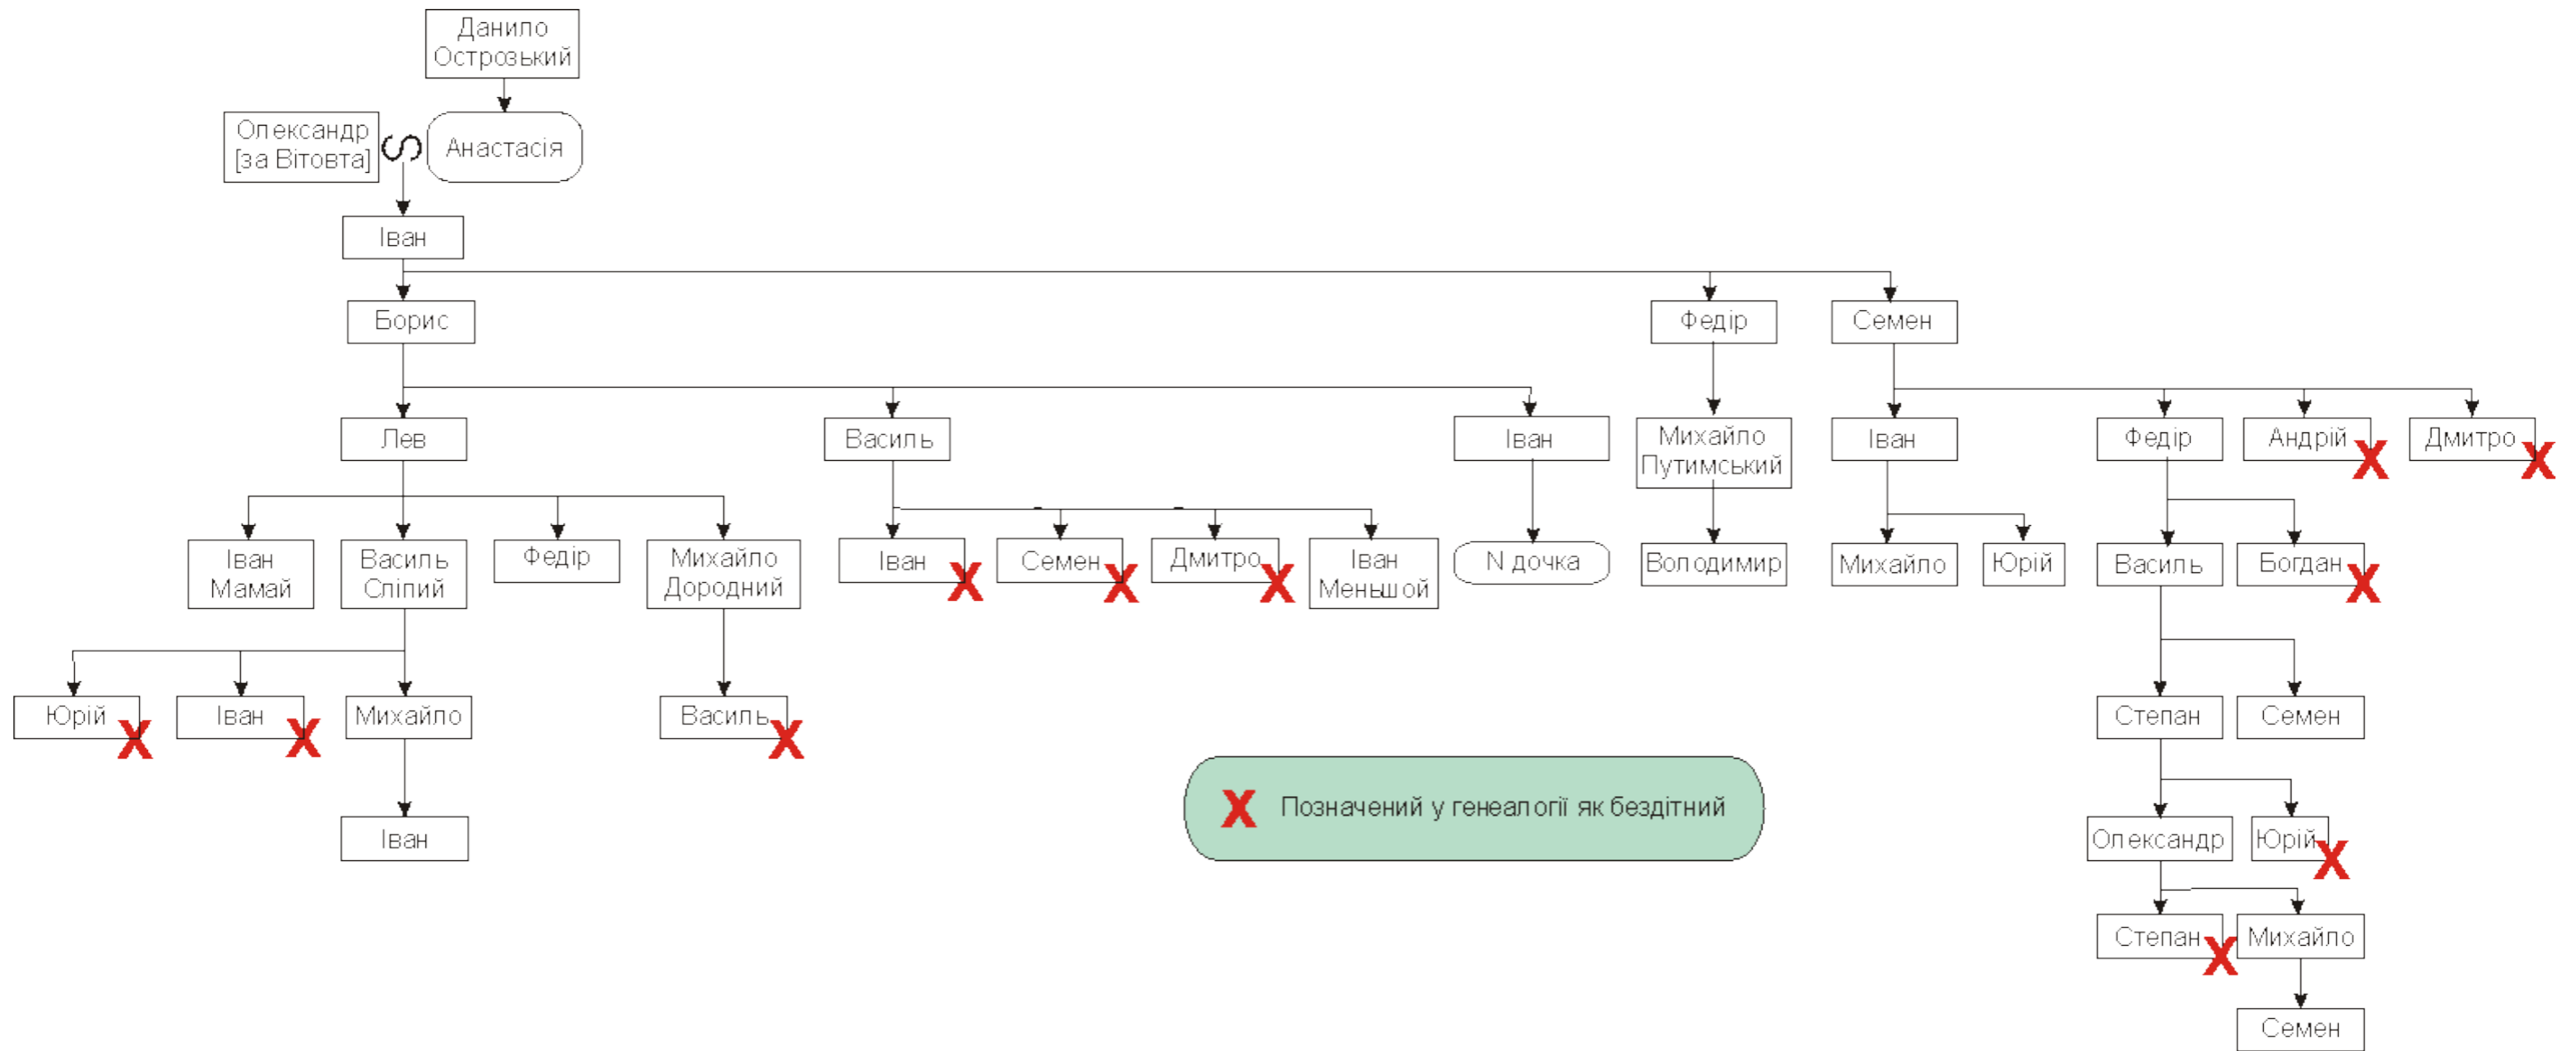 Данило
Острозький
Олександр
[за Вітовта]
Анастасія
Іван
Борис
Федір
Семен
Лев
Василь
Іван
Михайло
Путимський
Іван
Федір
Андрій
X
Дмитро
X
Іван
Мамай
Василь
Сліпий
Федір
Михайло
Дородний
Іван
X
Семен
X
Дмитро
X
Іван
Меньшой
N дочка
Володимир
Михайло
Юрій
Василь
Богдан
X
Юрій
X
Іван
X
Михайло
Василь
X
Степан
Семен
X Позначений у генеалогії як бездітний
Іван
Олександр
Юрій
X
Степан
X
Михайло
Семен